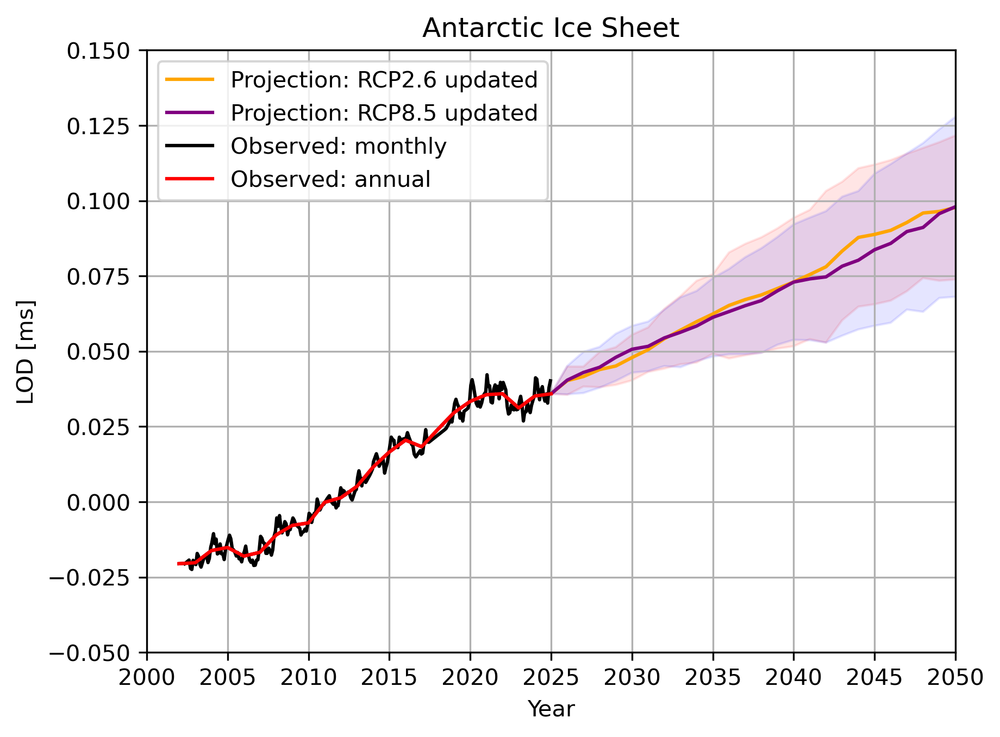 Antarctic Ice Sheet
0.150
0.125
0.100
0.075
0.050
0.025
0.000
−0.025
−0.050
LOD [ms]
Projection: RCP2.6 updated
Projection: RCP8.5 updated
Observed: monthly
Observed: annual
2000 2005 2010 2015 2020 2025 2030 2035 2040 2045 2050
Year